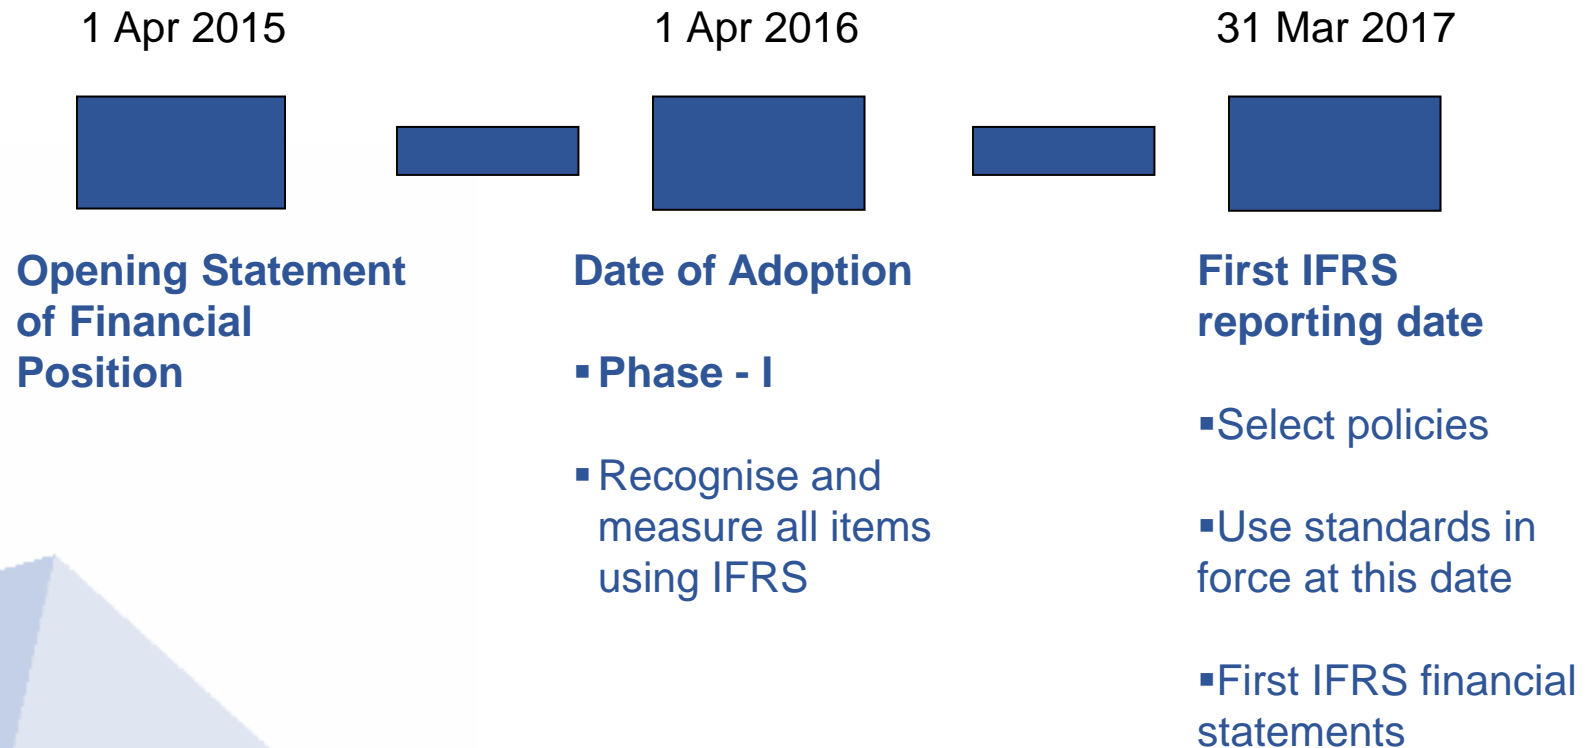 1 Apr 2015
1 Apr 2016
31 Mar 2017
Opening Statement
of Financial
Position
Date of Adoption
▪ Phase - I
▪ Recognise and
measure all items
using IFRS
First IFRS
reporting date
▪Select policies
▪Use standards in
force at this date
▪First IFRS financial
statements